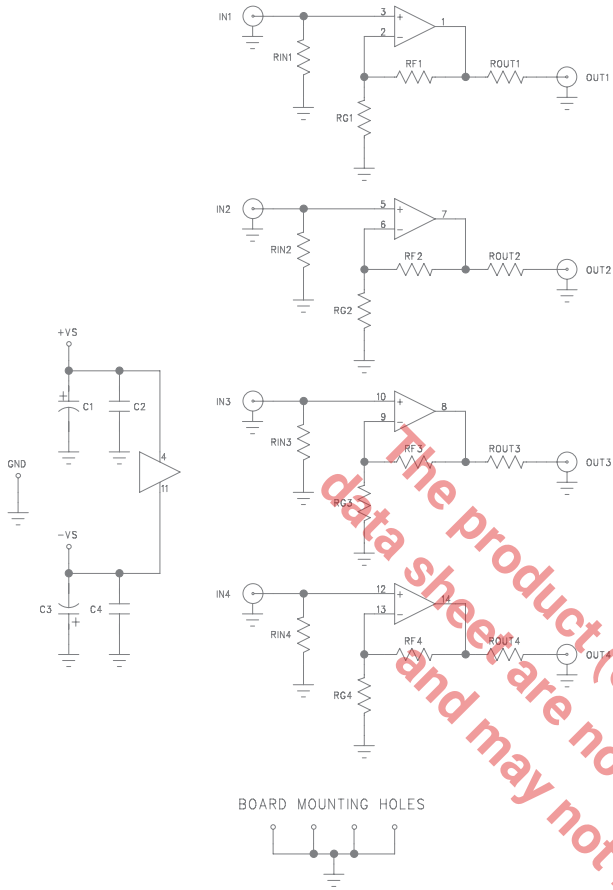 IN1
3
+
1
2
−
RIN1
RF1
ROUT1
OUT1
RG1
IN2
5
+
7
6
−
RIN2
RF2
ROUT2
OUT2
RG2
+VS
+
C1
C2
4
11
GND
−VS
C3
+
C4
IN3
10
+
8
9
−
RIN3
RF3
ROUT3
OUT3
RG3
IN4
12
+
14
13
−
RIN4
RF4
ROUT4
OUT4
RG4
The product (
data sheet are no
and may not
BOARD MOUNTING HOLES